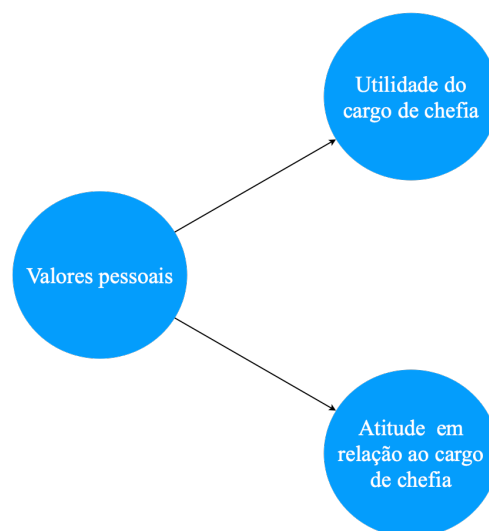 Utilidade do
cargo de chefia
Valores pessoais
Atitude em
relação ao cargo
de chefia